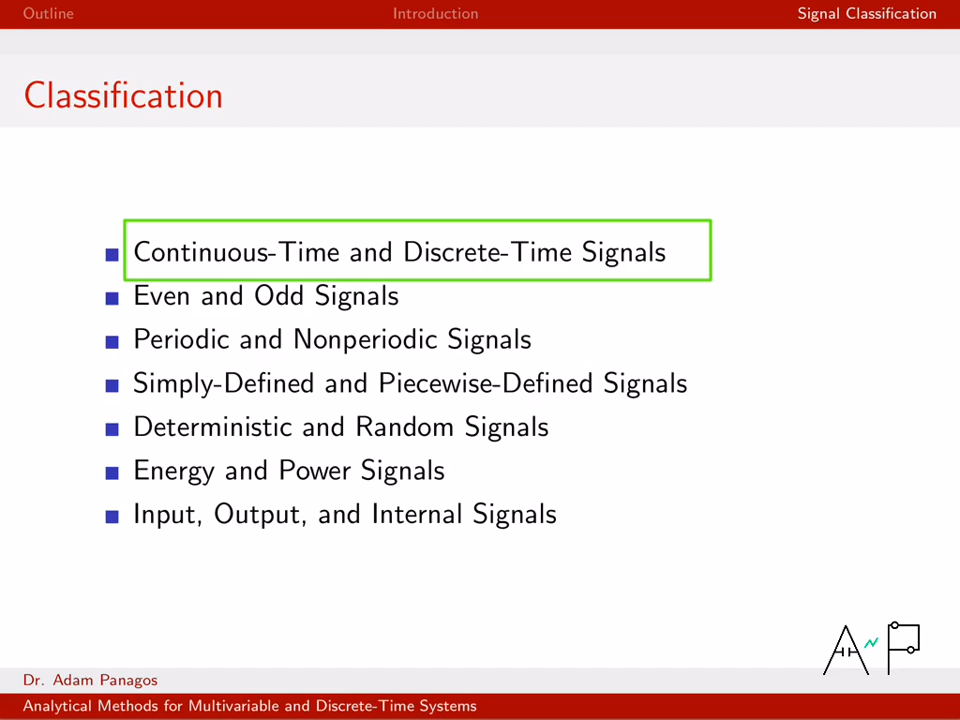 Outline Introduction Signal Classification
Classification
Continuous-Time and Discrete-Time Signals
Even and Odd Signals
Periodic and Nonperiodic Signals
Simply-Defined and Piecewise-Defined Signals
Deterministic and Random Signals
Energy and Power Signals
Input, Output, and Internal Signals
AP
Dr. Adam Panagos
Analytical Methods for Multivariable and Discrete-Time Systems